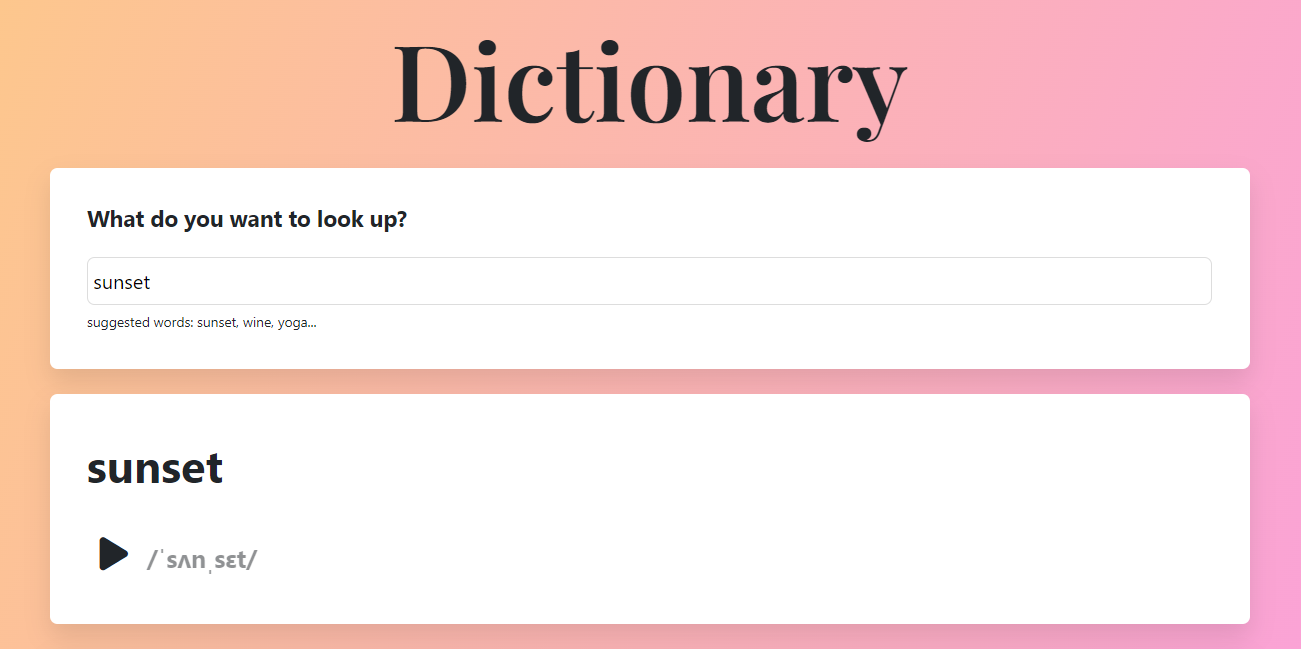 Dictionary
What do you want to look up?
sunset
suggested words: sunset, wine, yoga...
sunset
/ˈsʌnˌsɛt/